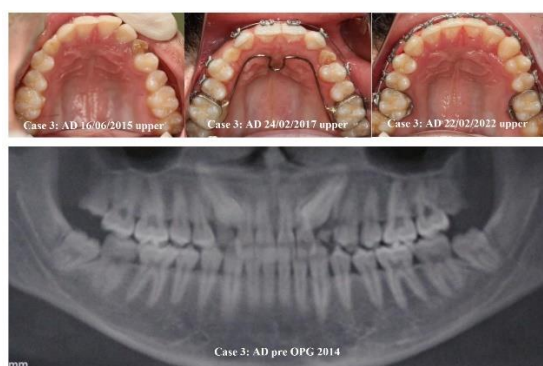 Case 3: AD 16/06/2015 upper
Case 3: AD 24/02/2017 upper
Case 3: AD 22/02/2022 upper
Case 3: AD pre OPG 2014
mm